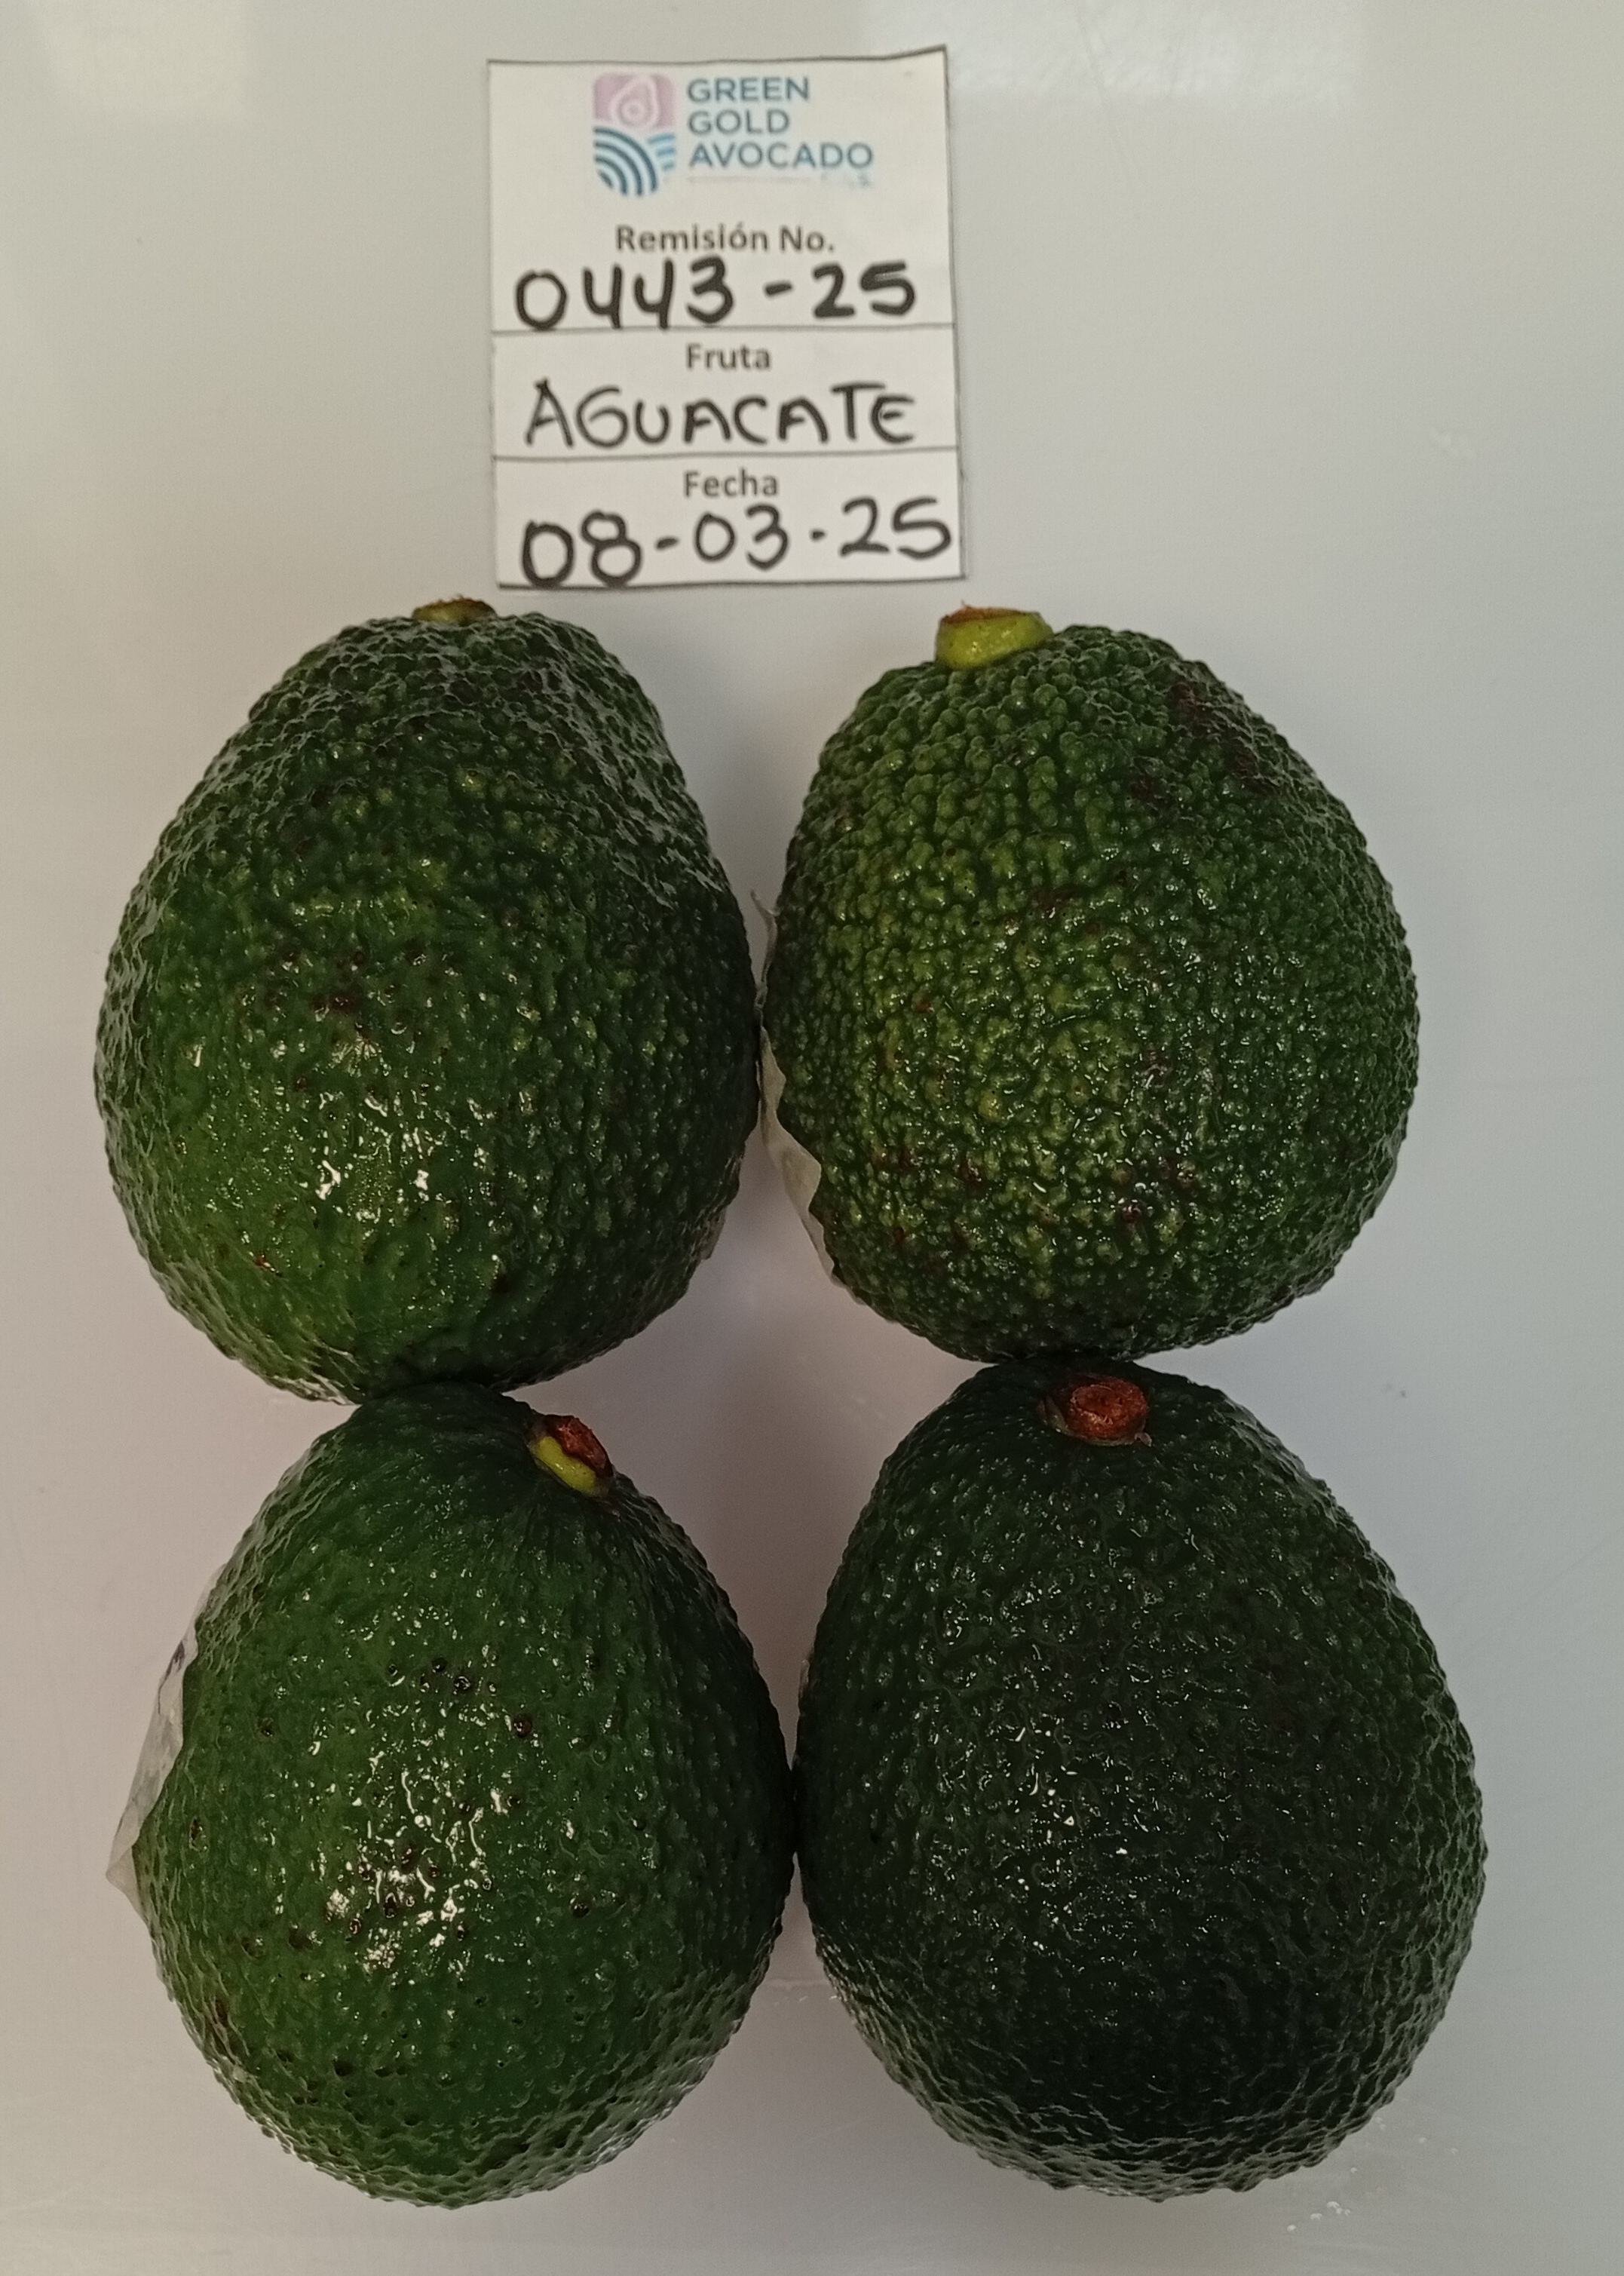 GREEN
GOLD
AVOCADO
Remisión No.
0443-25
Fruta
AGUACATE
Fecha
08-03-25